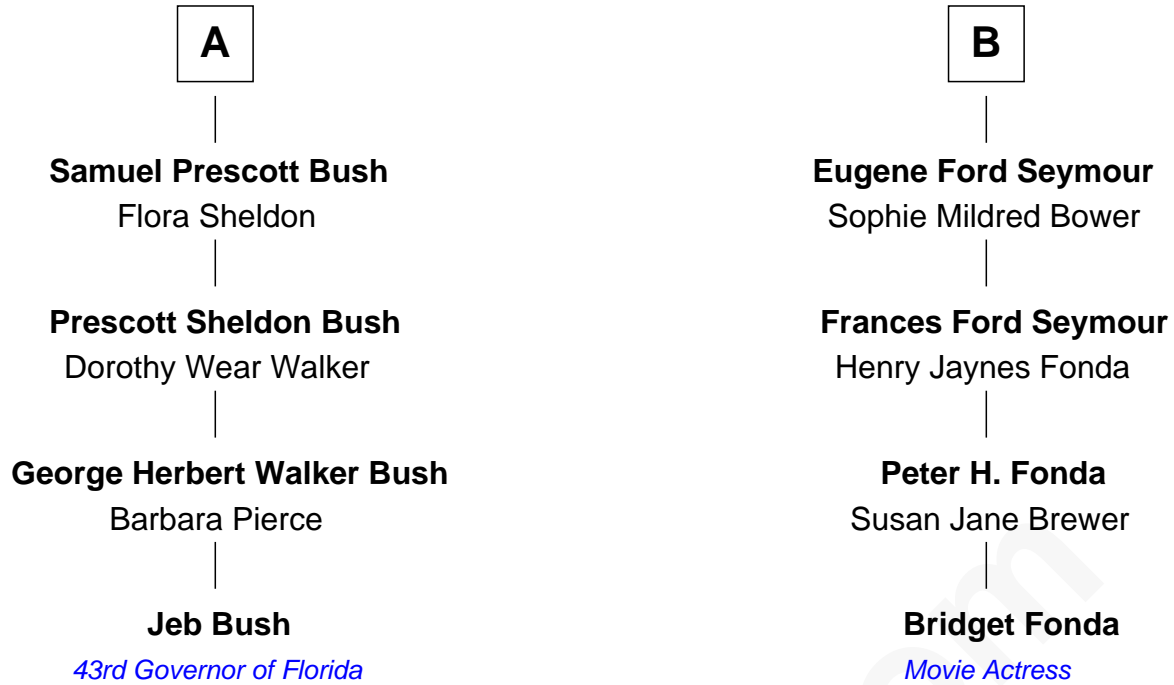 A
Samuel Prescott Bush
Flora Sheldon
Prescott Sheldon Bush
Dorothy Wear Walker
George Herbert Walker Bush
Barbara Pierce
Jeb Bush
43rd Governor of Florida
B
Eugene Ford Seymour
Sophie Mildred Bower
Frances Ford Seymour
Henry Jaynes Fonda
Peter H. Fonda
Susan Jane Brewer
Bridget Fonda
Movie Actress